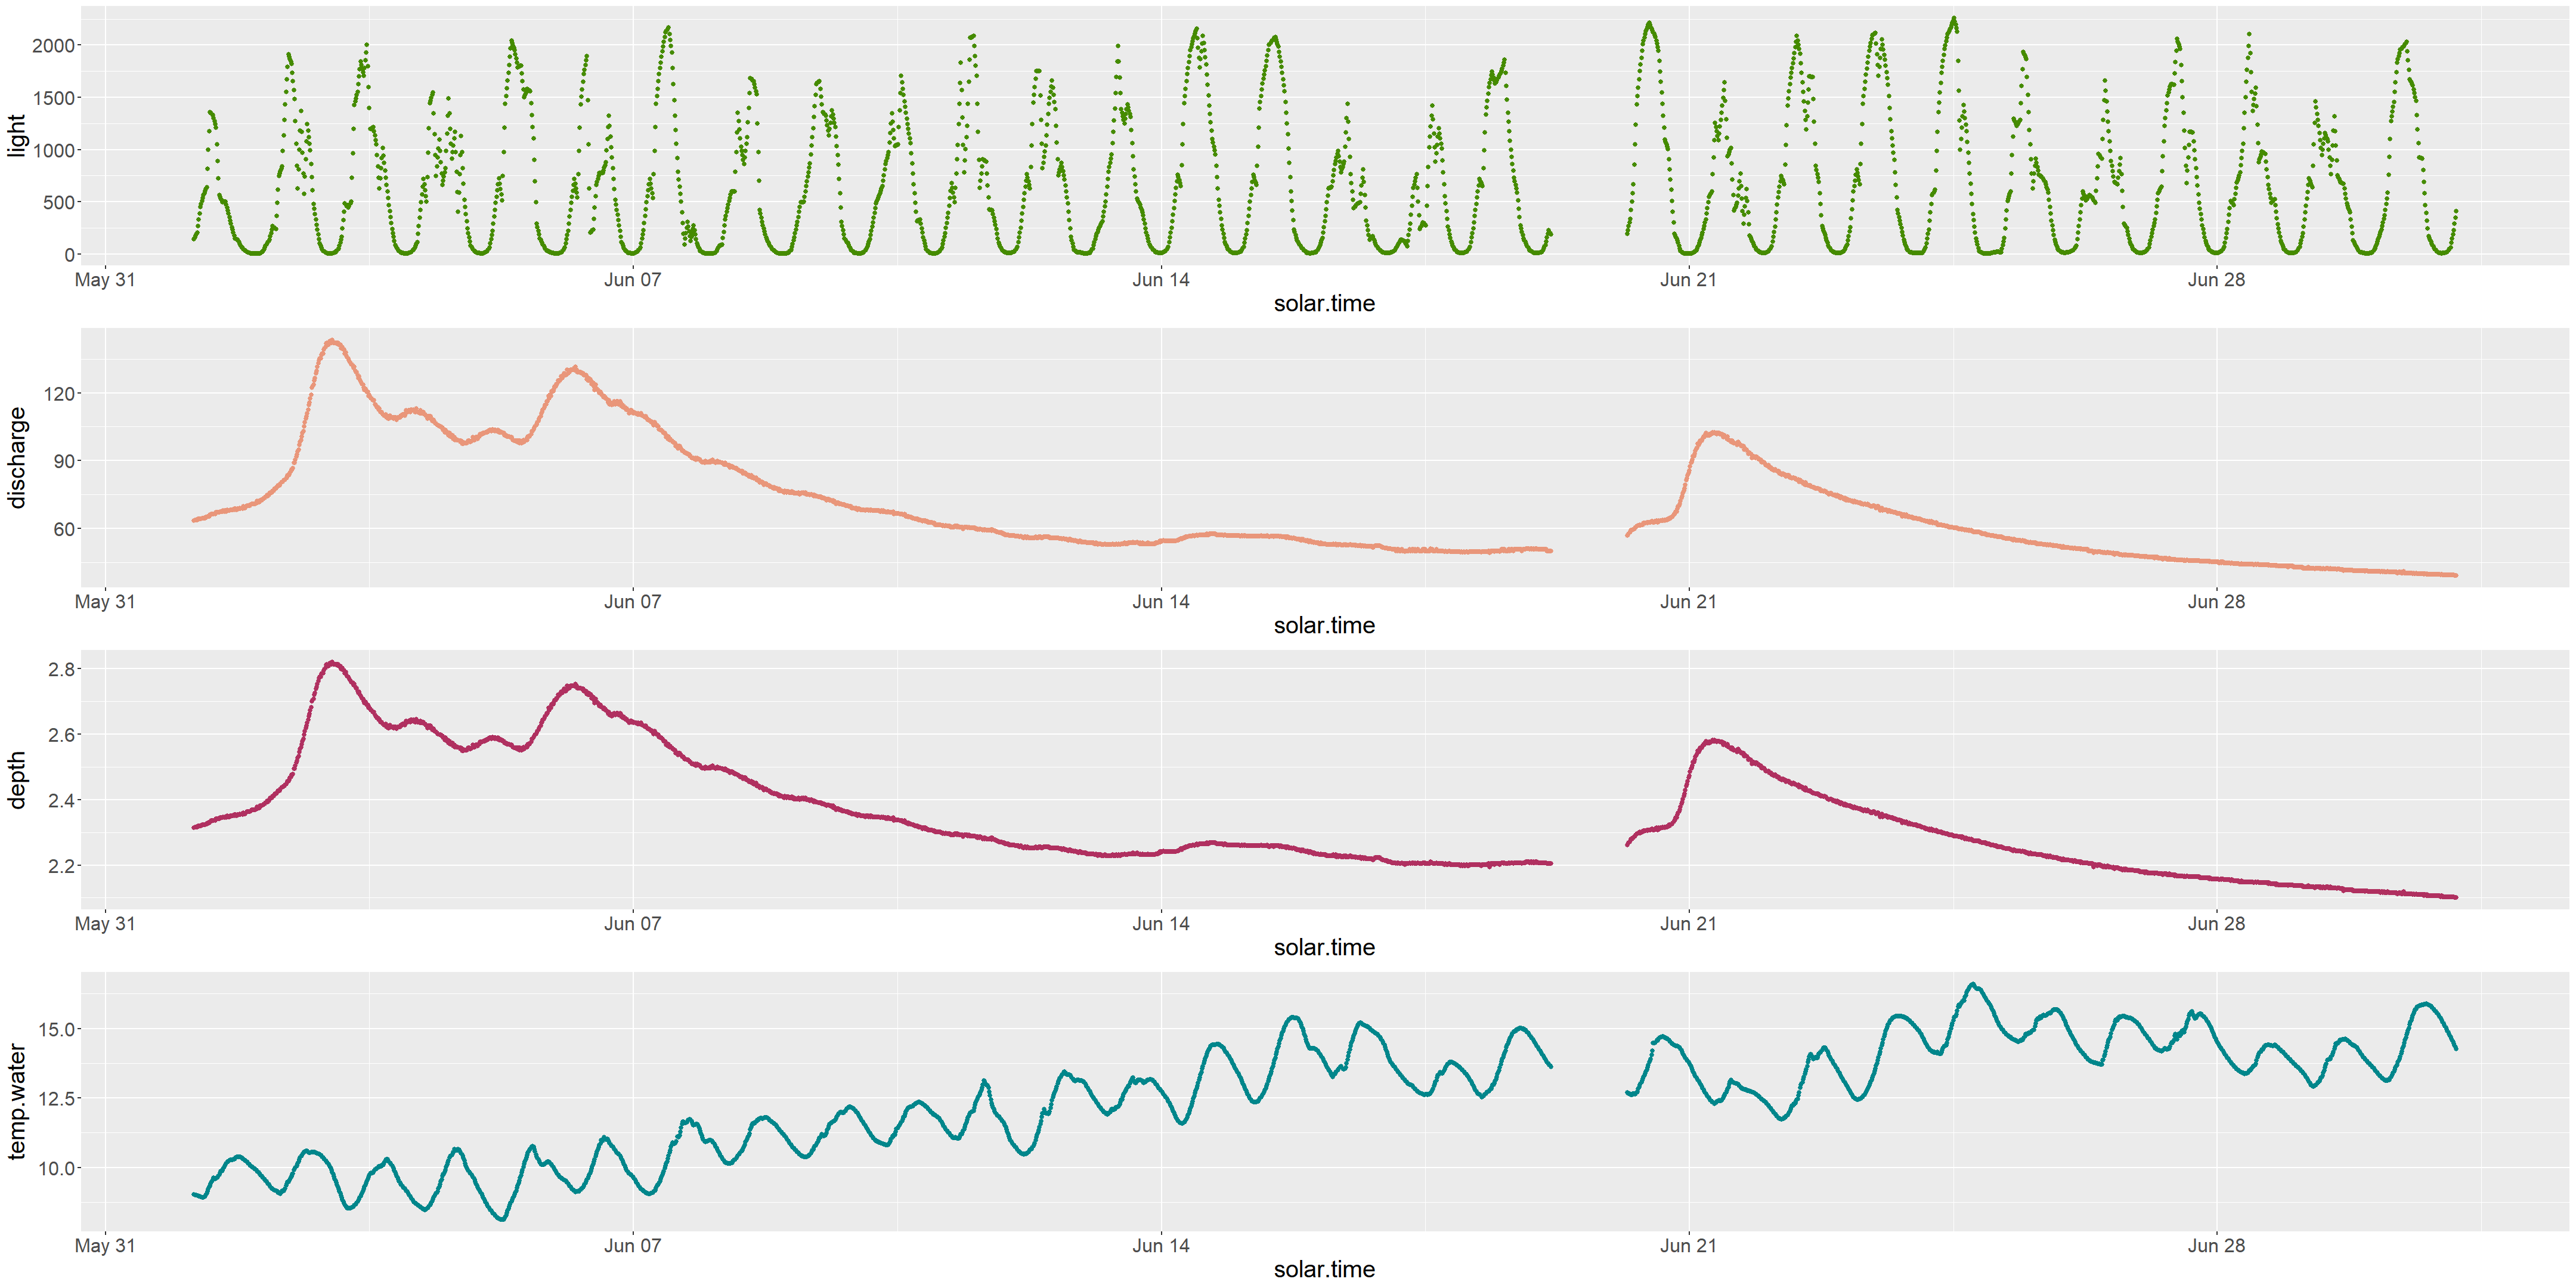 light
2000
1500
1000
500
0
May 31 Jun 07 Jun 14 Jun 21 Jun 28
solar.time
discharge
120
90
60
May 31 Jun 07 Jun 14 Jun 21 Jun 28
solar.time
depth
2.8
2.6
2.4
2.2
May 31 Jun 07 Jun 14 Jun 21 Jun 28
solar.time
temp.water
15.0
12.5
10.0
May 31 Jun 07 Jun 14 Jun 21 Jun 28
solar.time